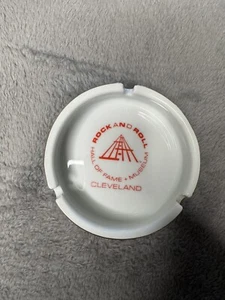 ROCK AND ROLL
HALL OF FAME • MUSEUM
CLEVELAND